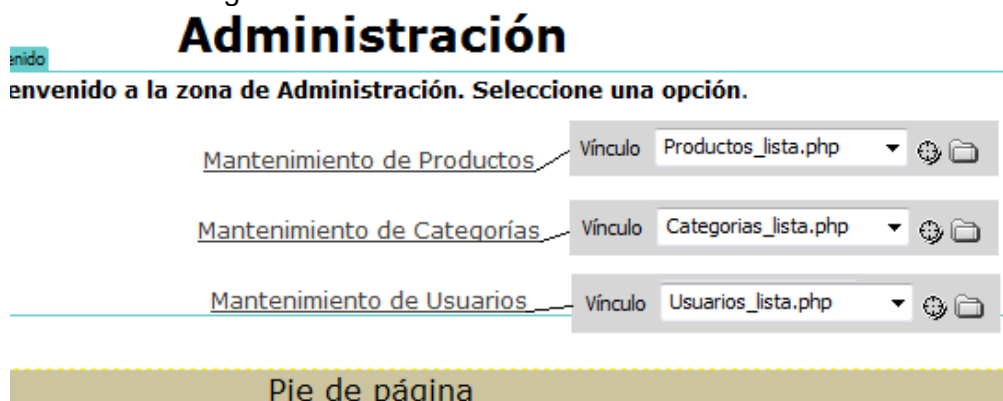 Administración
enido
envenido a la zona de Administración. Seleccione una opción.
Mantenimiento de Productos Vínculo Productos_lista.php
Mantenimiento de Categorías Vínculo Categorias_lista.php
Mantenimiento de Usuarios Vínculo Usuarios_lista.php
Pie de página